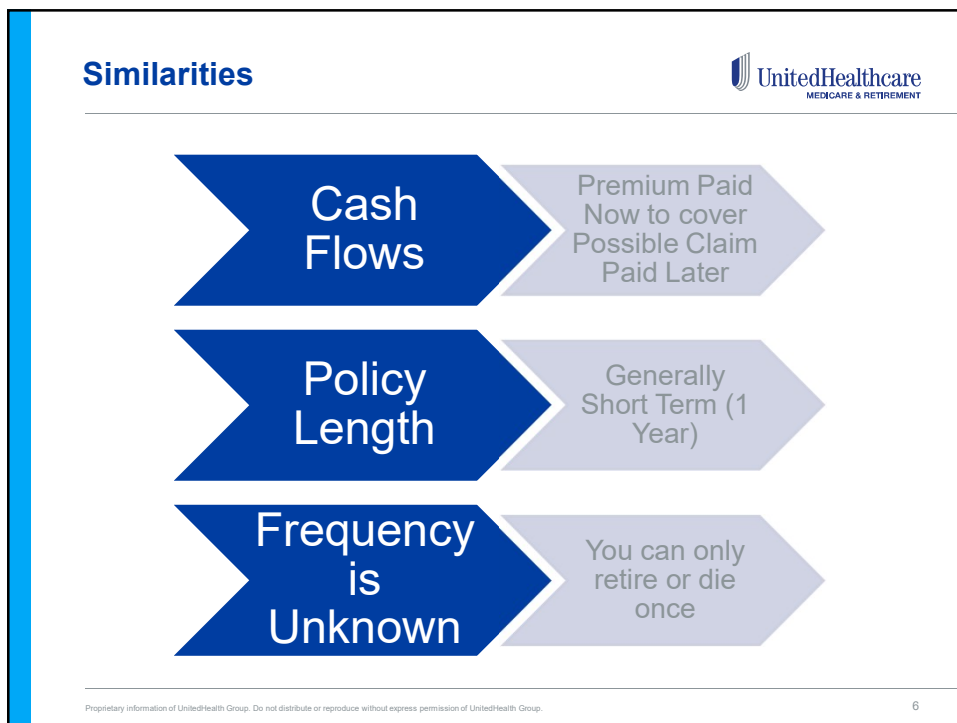 Similarities
UnitedHealthcare
MEDICARE & RETIREMENT
Cash
Flows
Premium Paid
Now to cover
Possible Claim
Paid Later
Policy
Length
Generally
Short Term (1
Year)
Frequency
is
Unknown
You can only
retire or die
once
Proprietary information of UnitedHealth Group. Do not distribute or reproduce without express permission of UnitedHealth Group.
6